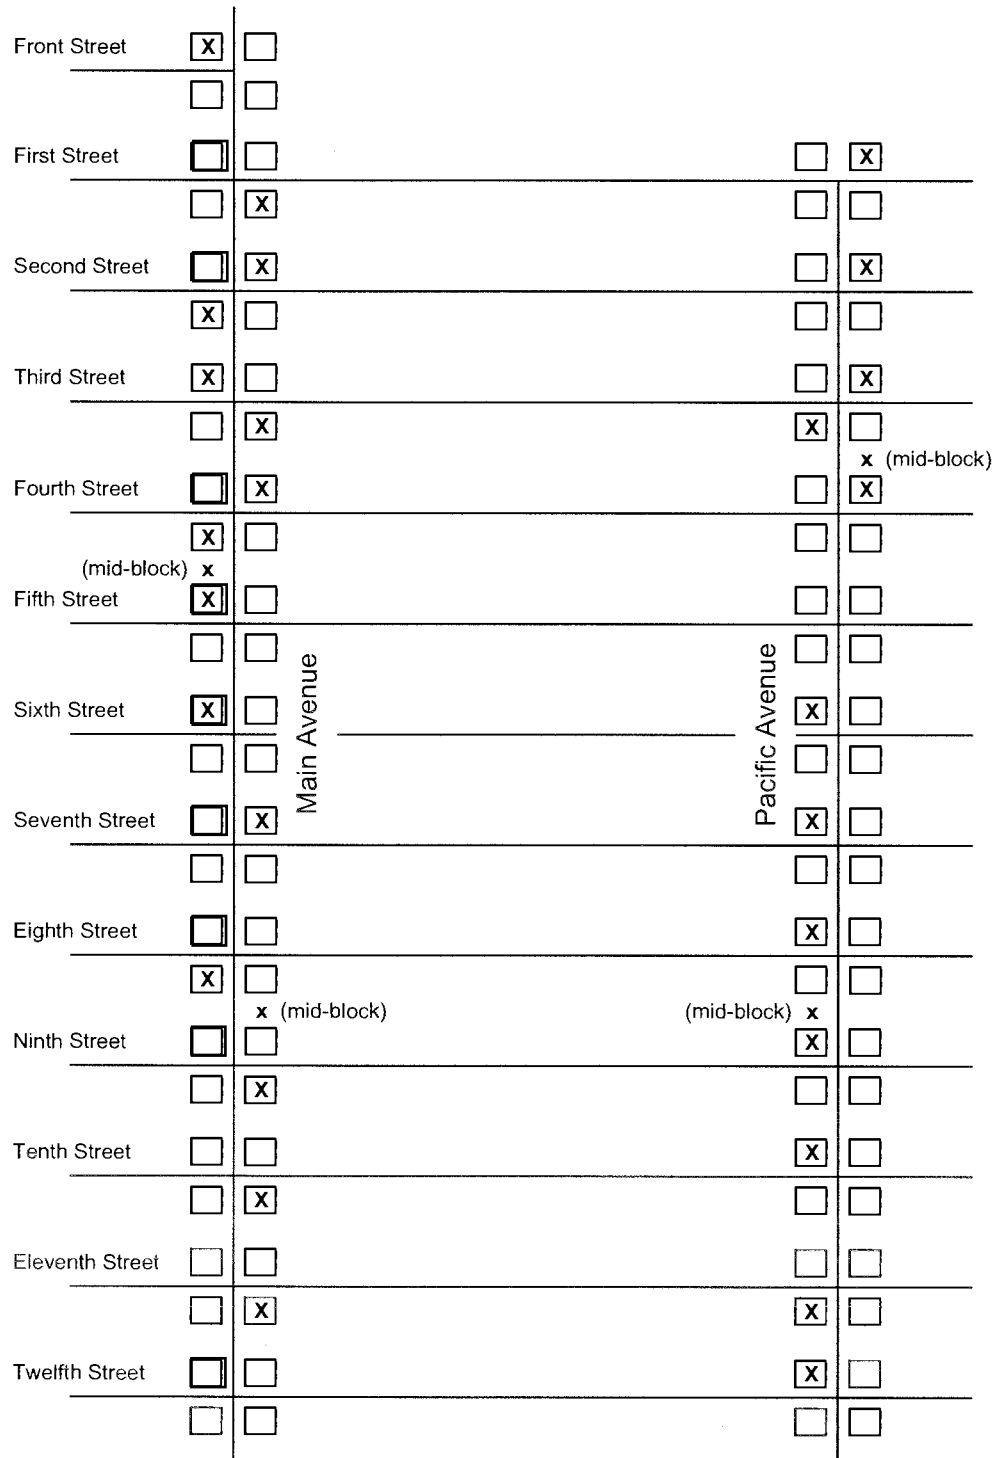 Front Street X
First Street X
X
Second Street X X
X
Third Street X X
X X
x (mid-block)
Fourth Street X X
X
(mid-block) x
Fifth Street X
Main Avenue
Pacific Avenue
Sixth Street X X
Seventh Street X X
Eighth Street X
X
x (mid-block) (mid-block) x
Ninth Street X
X
Tenth Street X
X
Eleventh Street
X X
Twelfth Street X